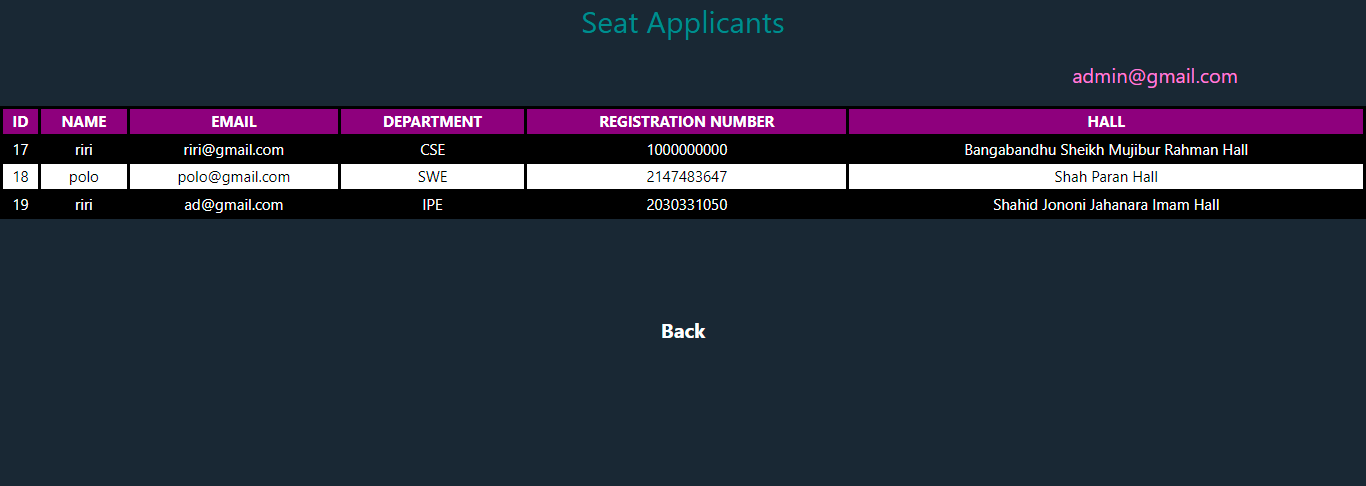 Seat Applicants
admin@gmail.com
ID NAME EMAIL DEPARTMENT REGISTRATION NUMBER HALL
17 riri riri@gmail.com CSE 1000000000 Bangabandhu Sheikh Mujibur Rahman Hall
18 polo polo@gmail.com SWE 2147483647 Shah Paran Hall
19 riri ad@gmail.com IPE 2030331050 Shahid Jononi Jahanara Imam Hall
Back